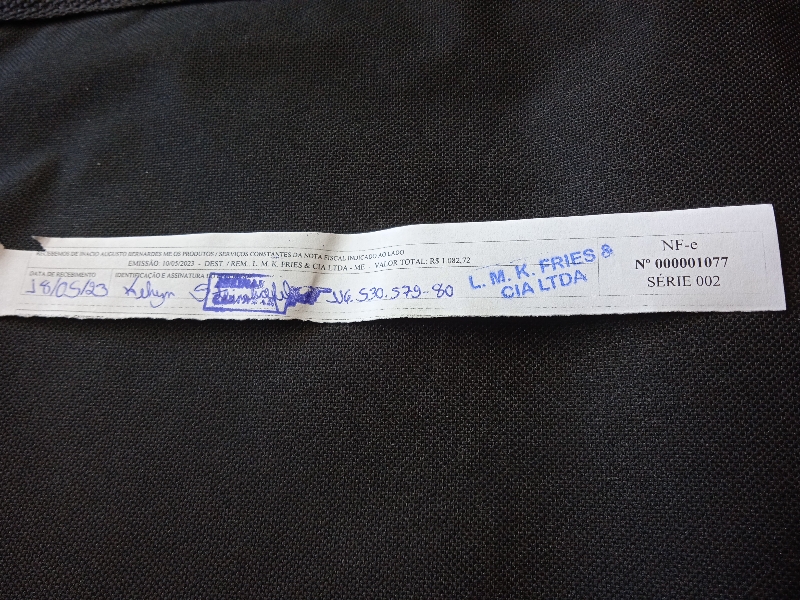 RECEBEMOS DE INACIO AUGUSTO BERNARDES ME OS PRODUTOS / SERVIÇOS CONSTANTES DA NOTA FISCAL INDICADO AO LADO
EMISSÃO: 10/05/2023 - DEST. / REM.: L. M. K. FRIES & CIA LTDA - ME - VALOR TOTAL: R$ 1.082,72
DATA DE RECEBIMENTO
IDENTIFICAÇÃO E ASSINATURA
18/05/23
L. M. K. FRIES &
CIA LTDA
NF-e
Nº 000001077
SÉRIE 002